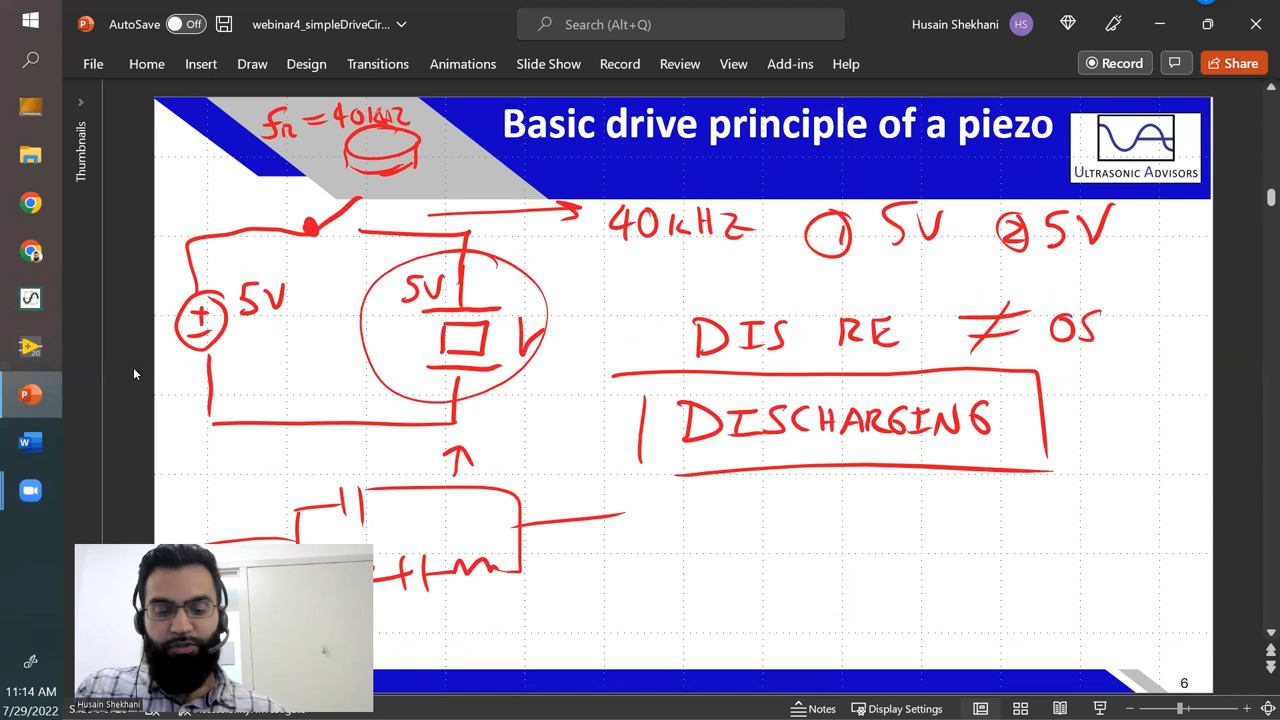 AutoSave Off webinar4_simpleDriveCir... Search (Alt+Q) Husain Shekhani HS
File Home Insert Draw Design Transitions Animations Slide Show Record Review View Add-ins Help Record Share
Thumbnails
fr = 40kHz
Basic drive principle of a piezo
ULTRASONIC ADVISORS
40kHz ① 5V ② 5V
5V
5V
DIS RE ≠ OS
DISCHARGING
Husain Shekhani
6
11:14 AM
7/29/2022
Notes Display Settings